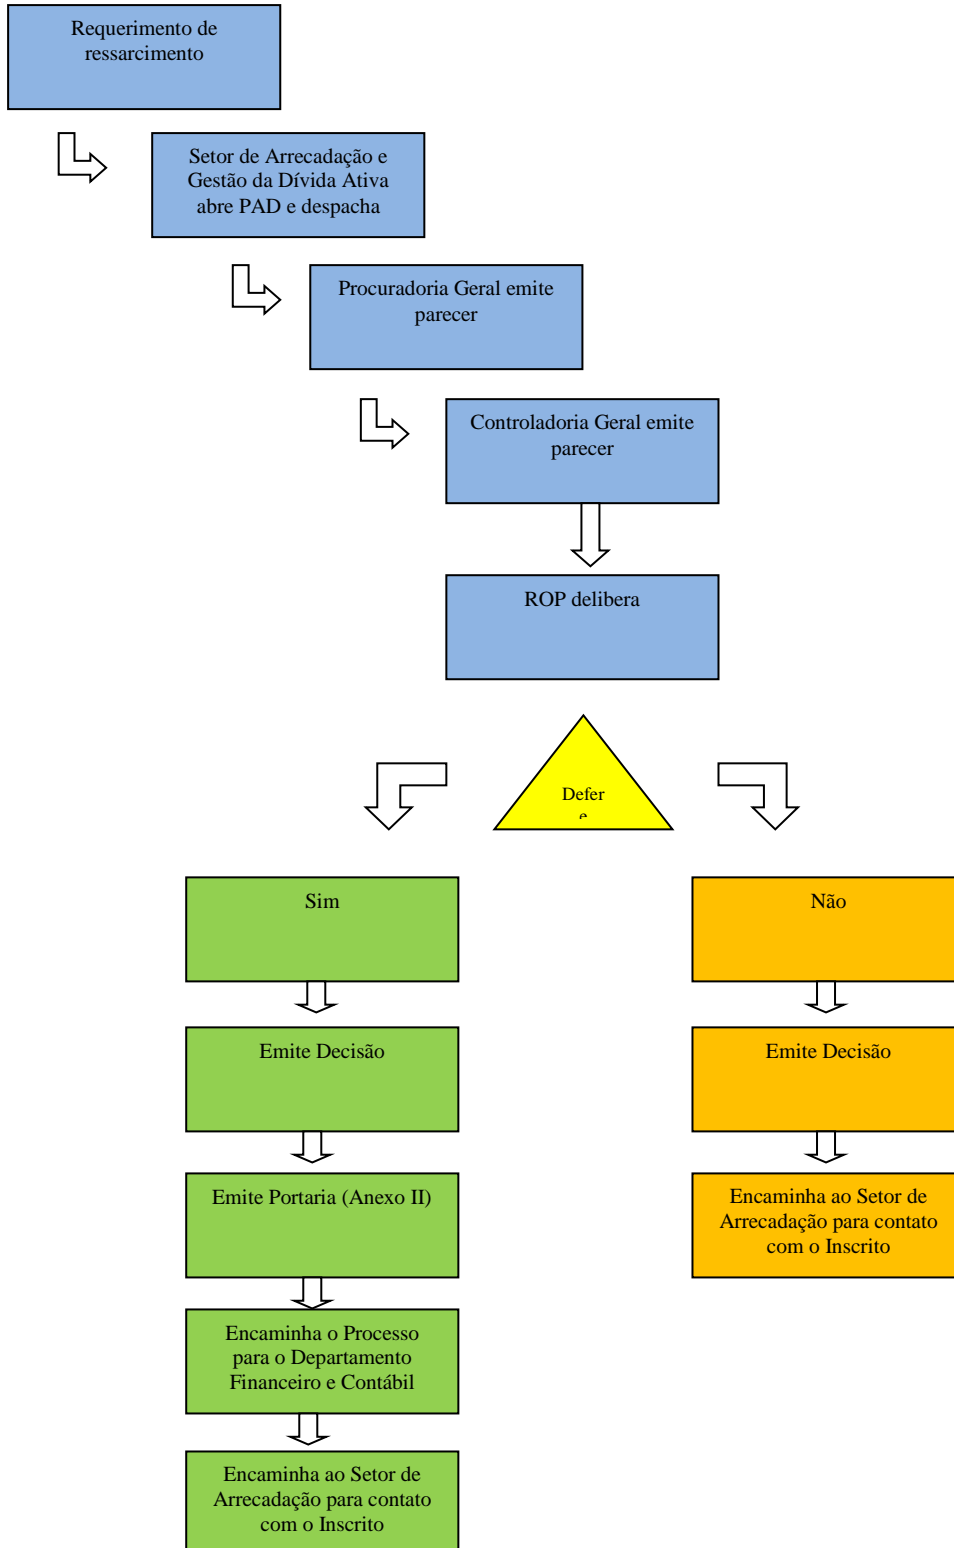 Requerimento de
ressarcimento
Setor de Arrecadação e
Gestão da Dívida Ativa
abre PAD e despacha
Procuradoria Geral emite
parecer
Controladoria Geral emite
parecer
ROP delibera
Defer
e
Sim
Não
Emite Decisão
Emite Decisão
Emite Portaria (Anexo II)
Encaminha ao Setor de
Arrecadação para contato
com o Inscrito
Encaminha o Processo
para o Departamento
Financeiro e Contábil
Encaminha ao Setor de
Arrecadação para contato
com o Inscrito